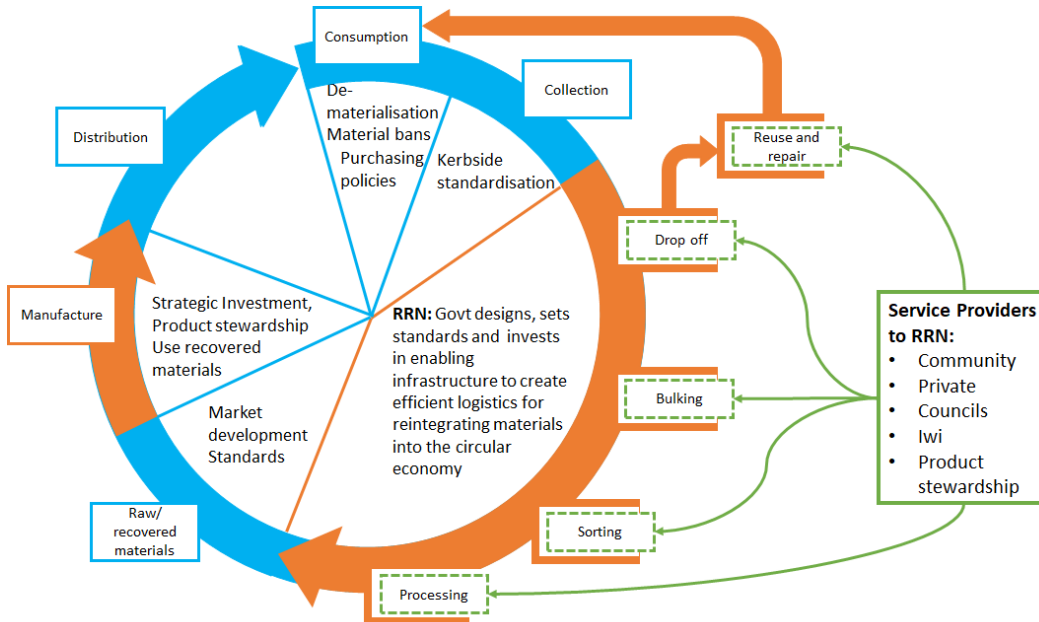 Consumption
Collection
Distribution
De-
materialisation
Material bans
Purchasing
policies
Kerbside
standardisation
Reuse and
repair
Drop off
Manufacture
Strategic Investment,
Product stewardship
Use recovered
materials
RRN: Govt designs, sets
standards and invests
in enabling
infrastructure to create
efficient logistics for
reintegrating materials
into the circular
economy
Service Providers
to RRN:
• Community
• Private
• Councils
• Iwi
• Product
stewardship
Bulking
Market
development
Standards
Raw/
recovered
materials
Sorting
Processing